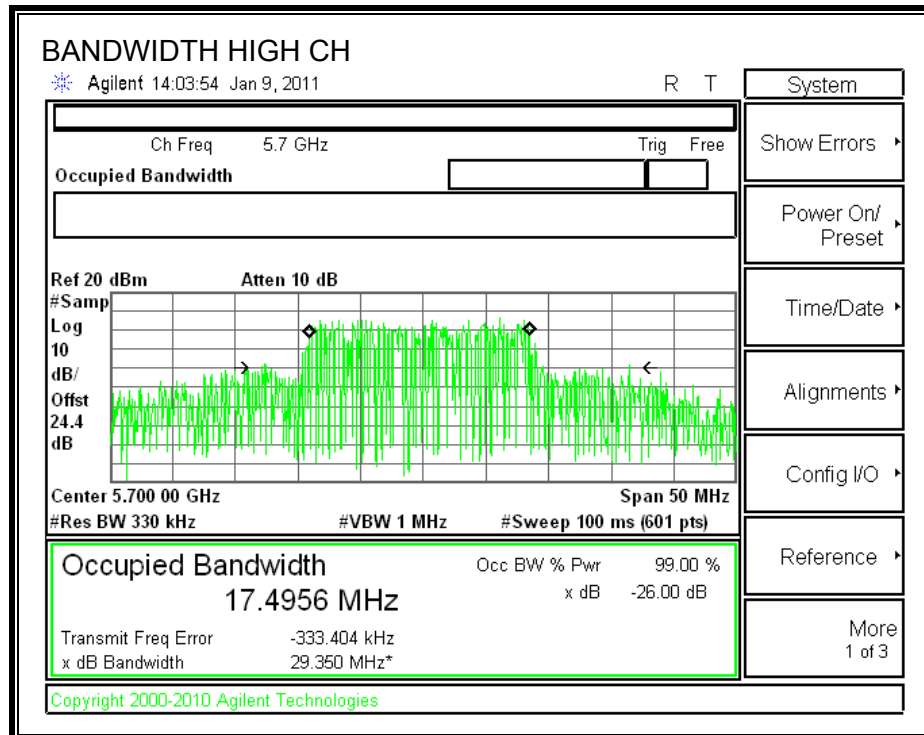 BANDWIDTH HIGH CH
Agilent 14:03:54 Jan 9, 2011 R T
System
Ch Freq 5.7 GHz Trig Free
Occupied Bandwidth
Show Errors
Power On/
Preset
Time/Date
Alignments
Config I/O
Reference
More
1 of 3
Ref 20 dBm Atten 10 dB
#Samp
Log
10
dB/
Offst
24.4
dB
Center 5.700 00 GHz Span 50 MHz
#Res BW 330 kHz #VBW 1 MHz #Sweep 100 ms (601 pts)
Occupied Bandwidth Occ BW % Pwr 99.00 %
17.4956 MHz x dB -26.00 dB
Transmit Freq Error -333.404 kHz
x dB Bandwidth 29.350 MHz*
Copyright 2000-2010 Agilent Technologies